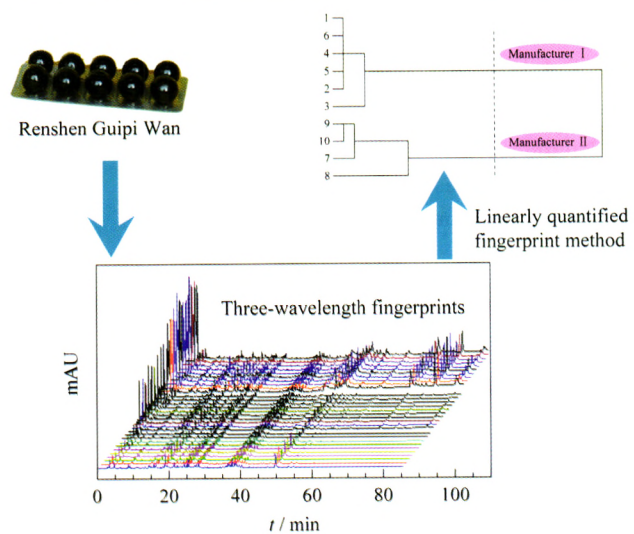 1
6
4
5
2
3
9
10
7
8
Manufacturer Ⅰ
Manufacturer Ⅱ
Renshen Guipi Wan
Linearly quantified
fingerprint method
Three-wavelength fingerprints
mAU
0 20 40 60 80 100
t / min